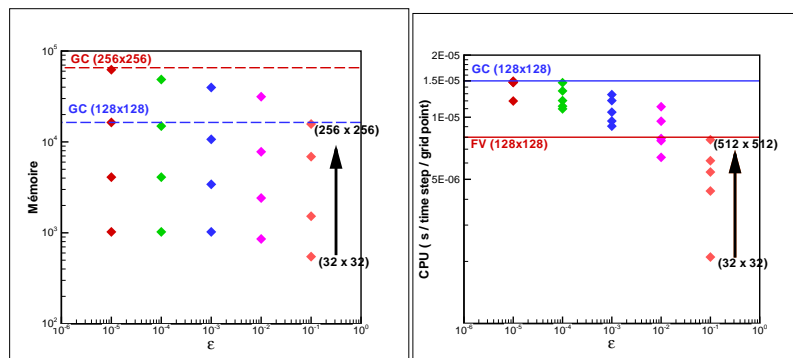 GC (256x256)
GC (128x128)
(256 x 256)
(32 x 32)
Mémoire
10^5
10^4
10^3
10^2
10^-6
10^-5
10^-4
10^-3
10^-2
10^-1
10^0
ε
GC (128x128)
FV (128x128)
(512 x 512)
(32 x 32)
CPU ( s / time step / grid point)
2E-05
1.5E-05
1E-05
5E-06
10^-6
10^-5
10^-4
10^-3
10^-2
10^-1
10^0
ε